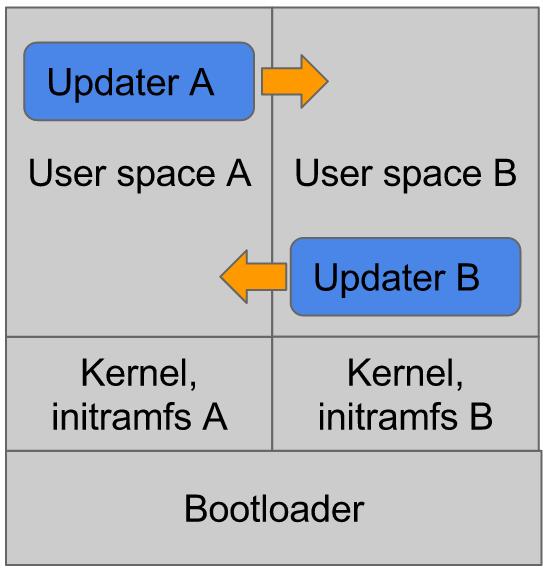 Updater A
User space A
User space B
Updater B
Kernel,
initramfs A
Kernel,
initramfs B
Bootloader